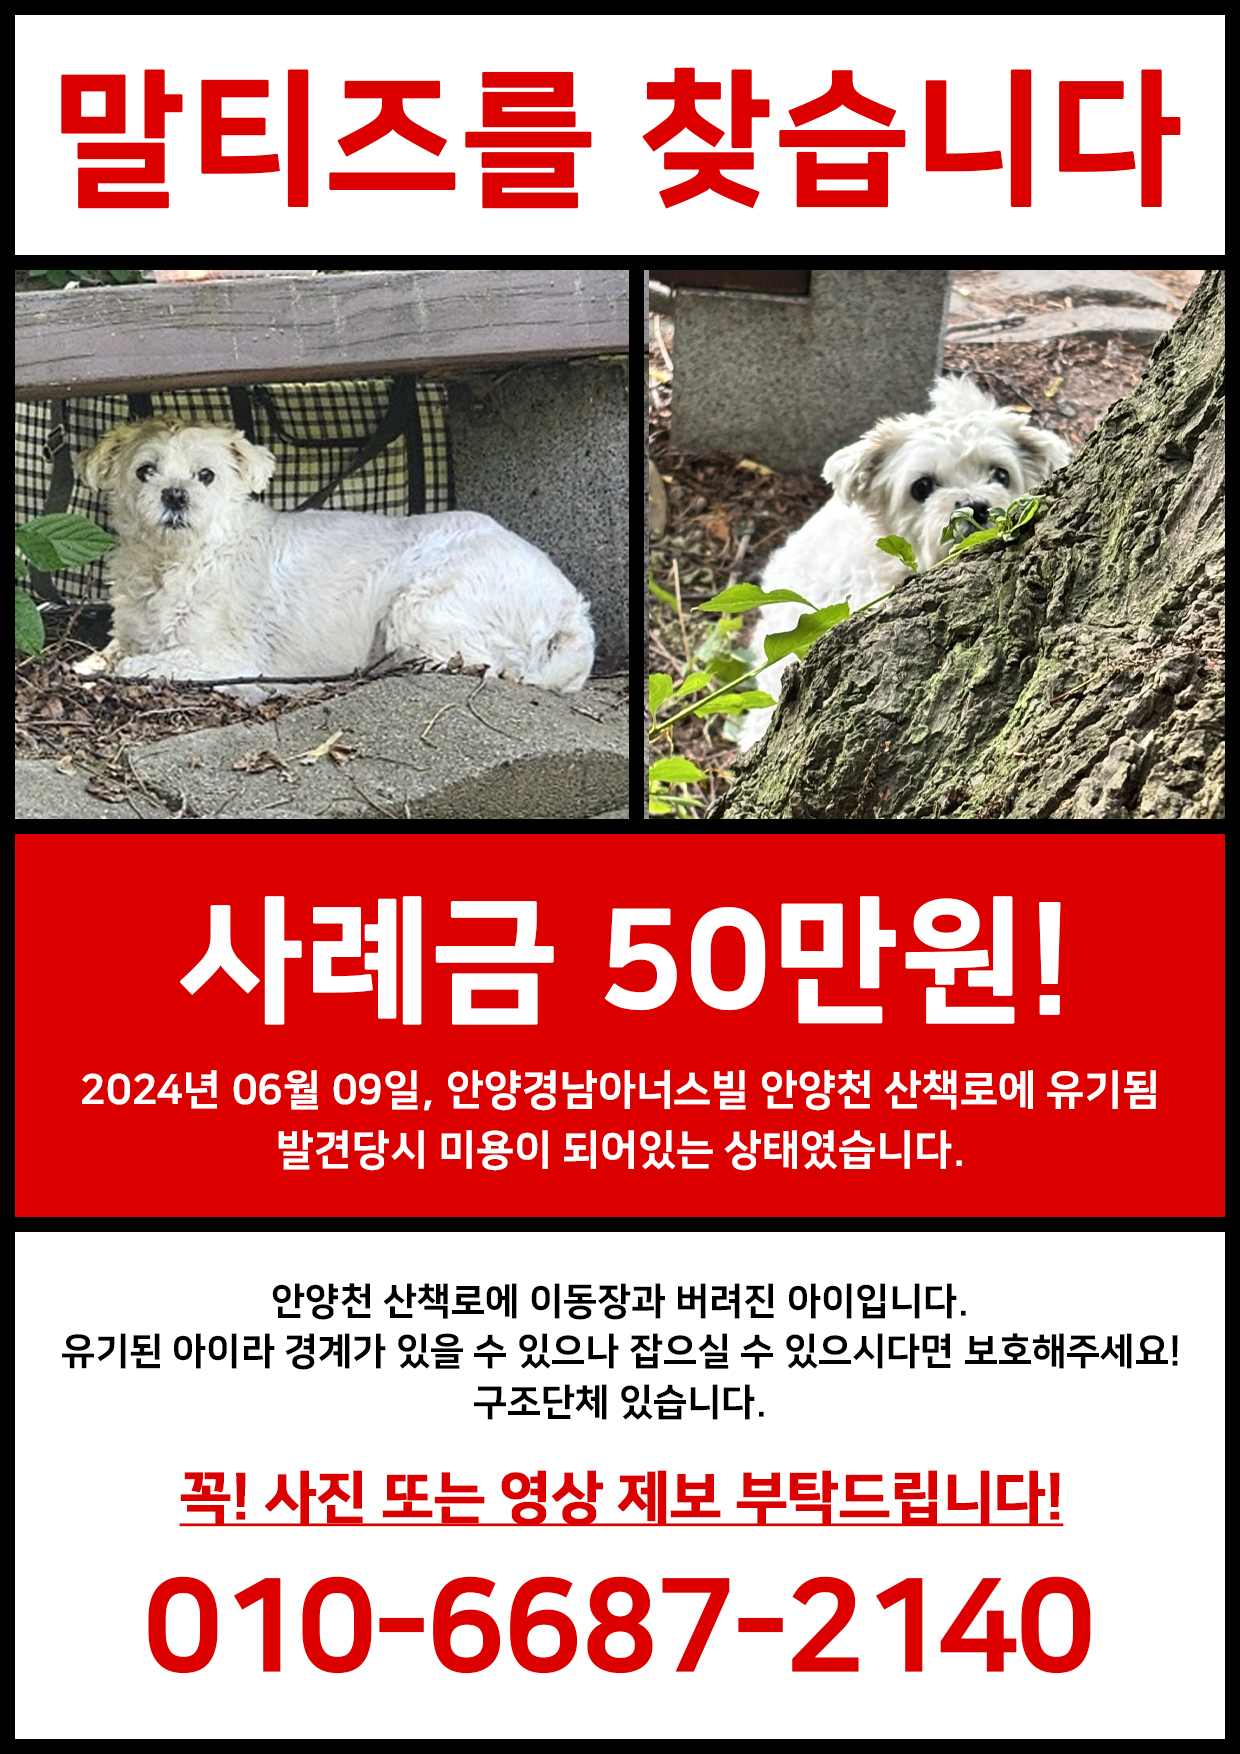 말티즈를 찾습니다
사례금 50만원!
2024년 06월 09일, 안양경남아너스빌 안양천 산책로에 유기됨
발견당시 미용이 되어있는 상태였습니다.
안양천 산책로에 이동장과 버려진 아이입니다.
유기된 아이라 경계가 있을 수 있으나 잡으실 수 있으시다면 보호해주세요!
구조단체 있습니다.
꼭! 사진 또는 영상 제보 부탁드립니다!
010-6687-2140